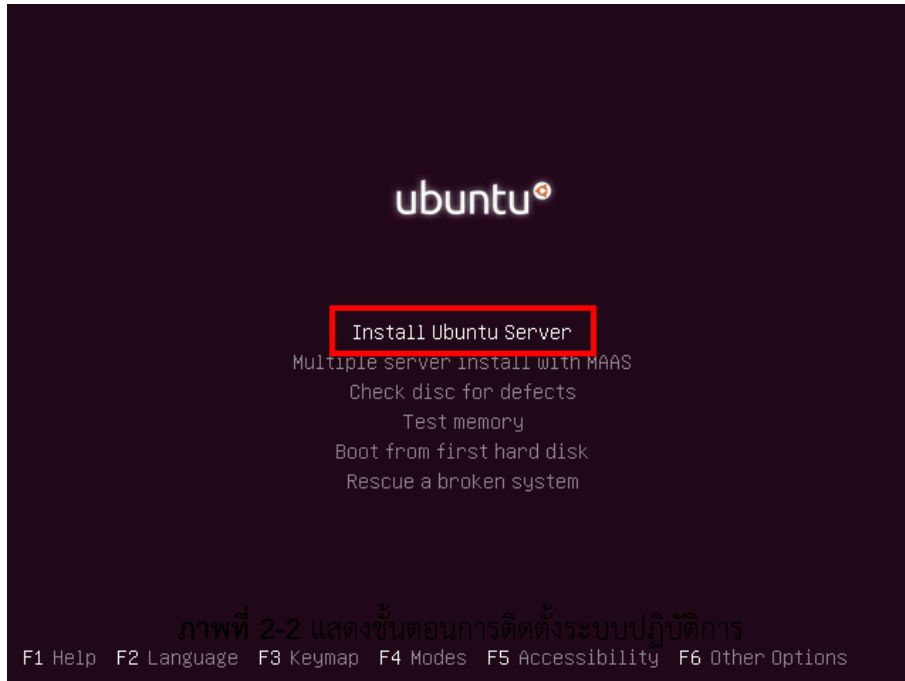 ubuntu
Install Ubuntu Server
Multiple server install with MAAS
Check disc for defects
Test memory
Boot from first hard disk
Rescue a broken system
ภาพที่ 2-2 แสดงขั้นตอนการติดตั้งระบบปฏิบัติการ
F1 Help F2 Language F3 Keymap F4 Modes F5 Accessibility F6 Other Options